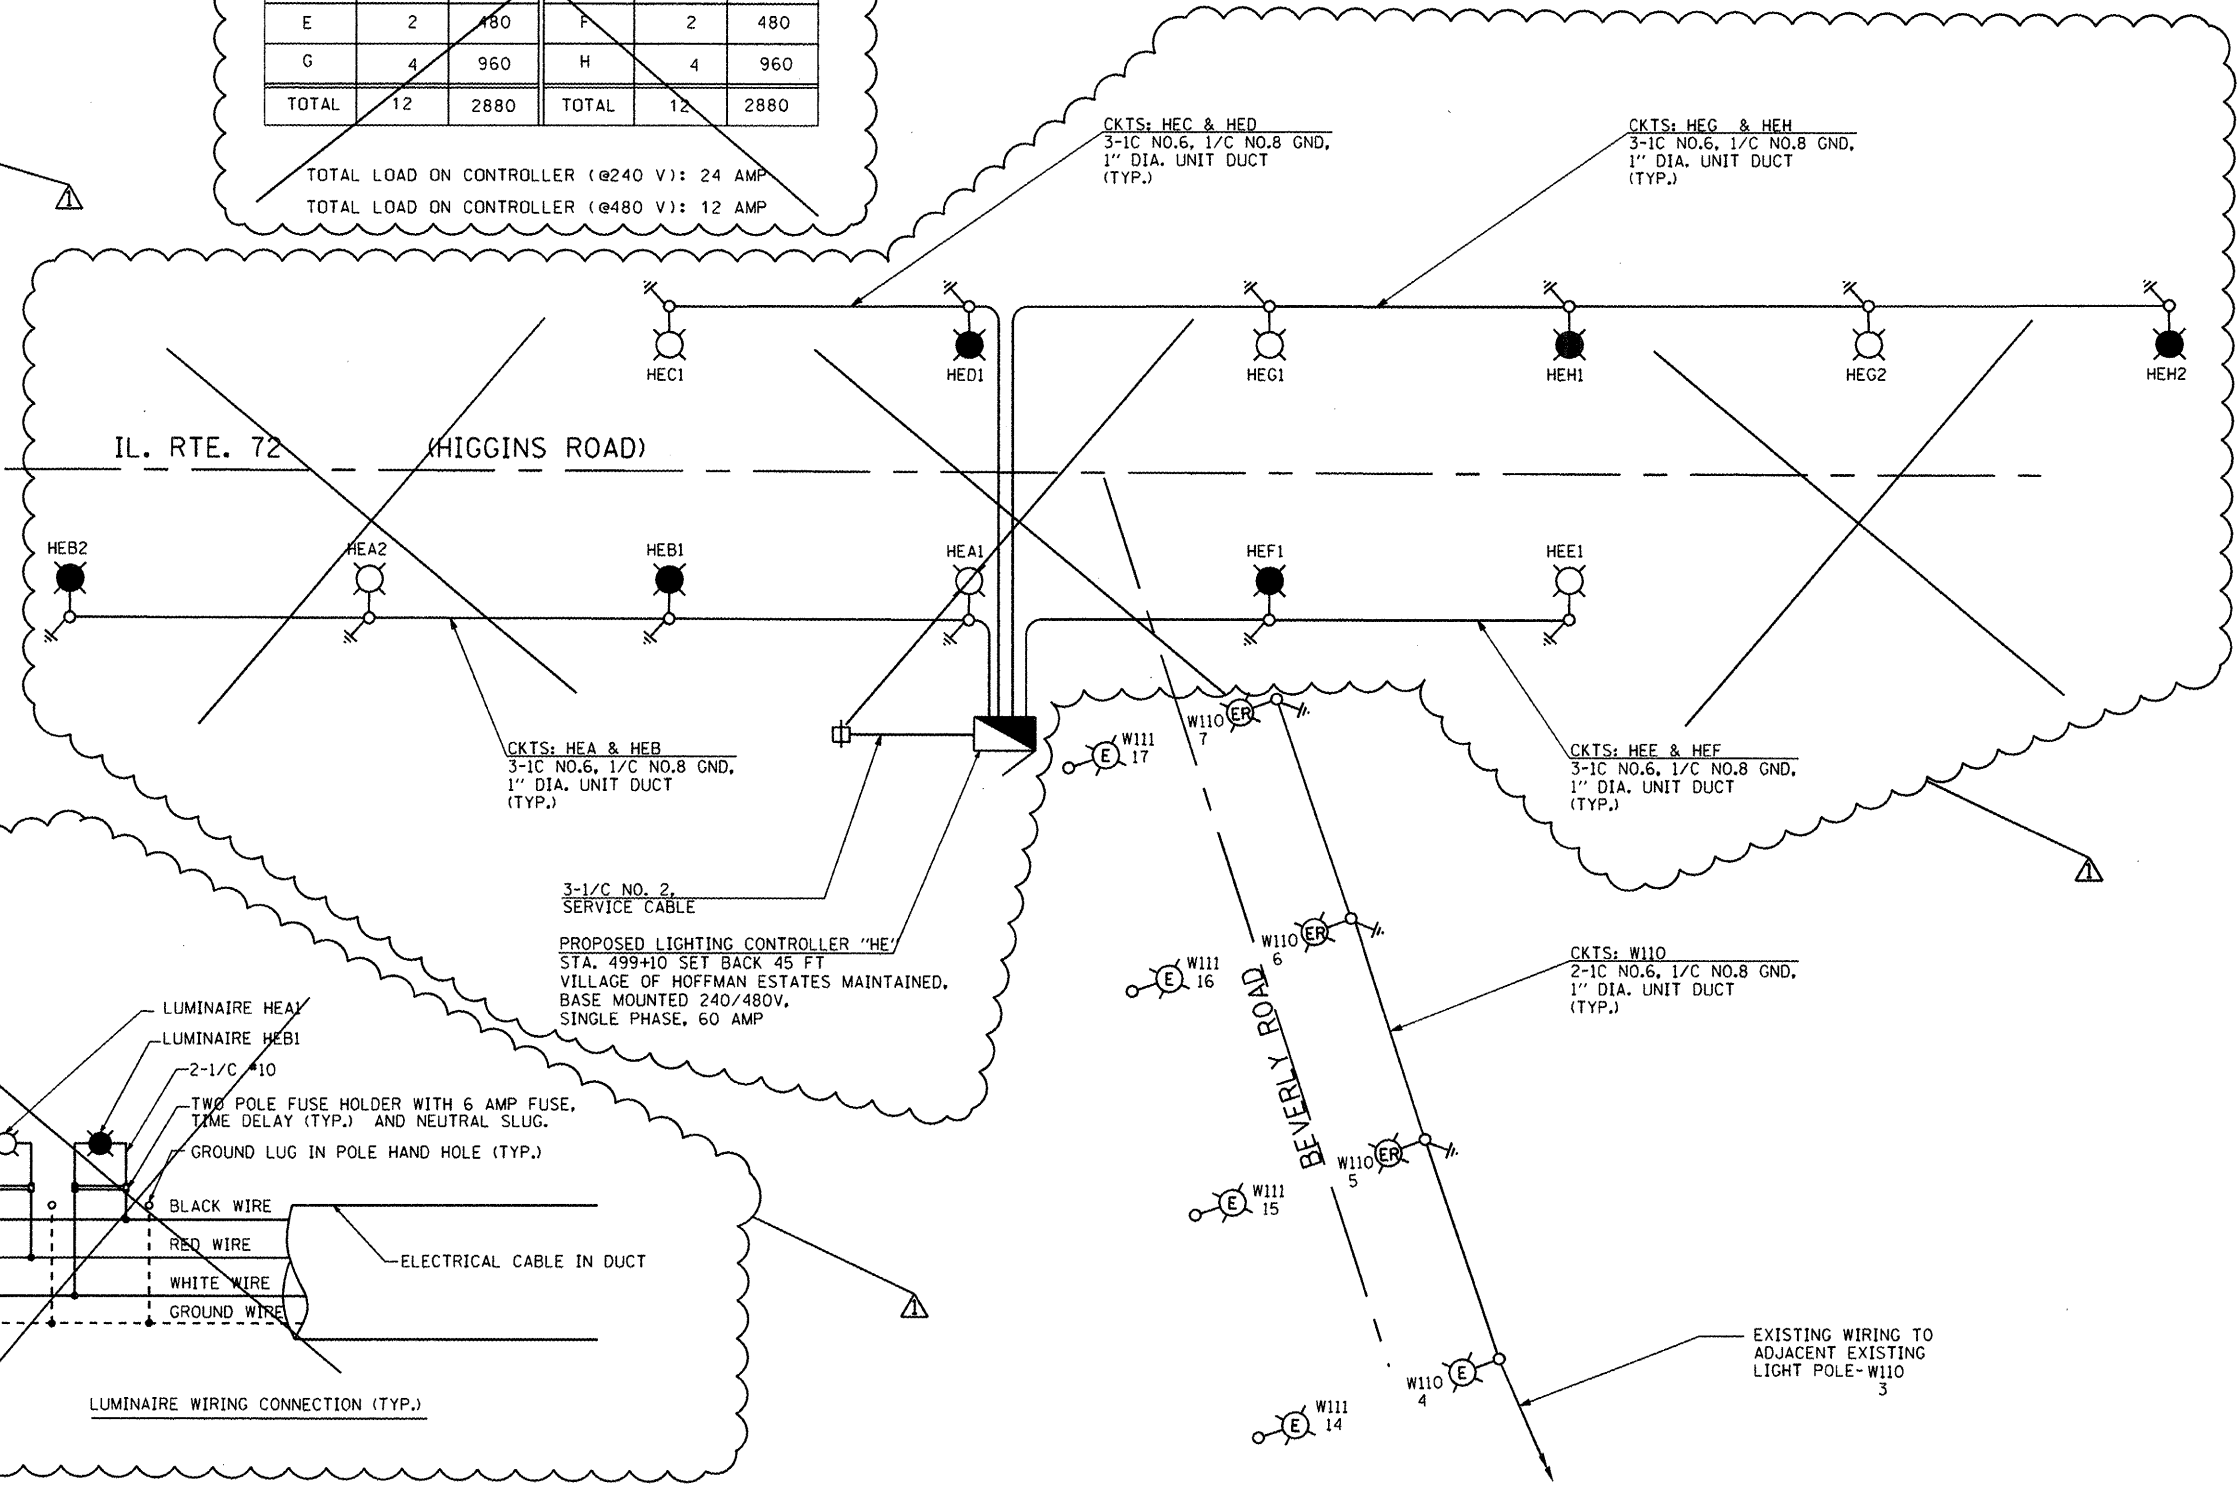 E 2 480 F 2 480
G 4 960 H 4 960
TOTAL 12 2880 TOTAL 12 2880
TOTAL LOAD ON CONTROLLER (@240 V): 24 AMP
TOTAL LOAD ON CONTROLLER (@480 V): 12 AMP
1
CKTS: HEC & HED
3-1C NO.6, 1/C NO.8 GND,
1" DIA. UNIT DUCT
(TYP.)
CKTS: HEG & HEH
3-1C NO.6, 1/C NO.8 GND,
1" DIA. UNIT DUCT
(TYP.)
HEC1
HED1
HEG1
HEH1
HEG2
HEH2
IL. RTE. 72 (HIGGINS ROAD)
HEB2
HEA2
HEB1
HEA1
HEF1
HEE1
CKTS: HEA & HEB
3-1C NO.6, 1/C NO.8 GND,
1" DIA. UNIT DUCT
(TYP.)
W110
7
ER
E
W111
17
CKTS: HEE & HEF
3-1C NO.6, 1/C NO.8 GND,
1" DIA. UNIT DUCT
(TYP.)
1
3-1/C NO. 2,
SERVICE CABLE
PROPOSED LIGHTING CONTROLLER "HE"
STA. 499+10 SET BACK 45 FT
VILLAGE OF HOFFMAN ESTATES MAINTAINED,
BASE MOUNTED 240/480V,
SINGLE PHASE, 60 AMP
W110
6
ER
E
W111
16
BEVERLY ROAD
CKTS: W110
2-1C NO.6, 1/C NO.8 GND,
1" DIA. UNIT DUCT
(TYP.)
LUMINAIRE HEA1
LUMINAIRE HEB1
2-1/C #10
TWO POLE FUSE HOLDER WITH 6 AMP FUSE,
TIME DELAY (TYP.) AND NEUTRAL SLUG.
GROUND LUG IN POLE HAND HOLE (TYP.)
BLACK WIRE
RED WIRE
WHITE WIRE
GROUND WIRE
ELECTRICAL CABLE IN DUCT
1
LUMINAIRE WIRING CONNECTION (TYP.)
W110
5
ER
E
W111
15
W110
4
E
E
W111
14
EXISTING WIRING TO
ADJACENT EXISTING
LIGHT POLE-W110
3